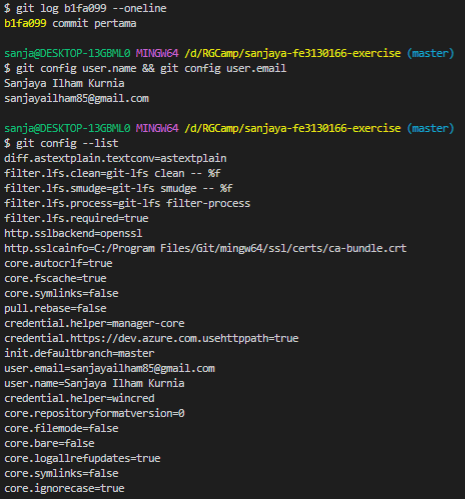 $ git log b1fa099 --oneline
b1fa099 commit pertama
sanja@DESKTOP-13GBML0 MINGW64 /d/RGCamp/sanjaya-fe3130166-exercise (master)
$ git config user.name && git config user.email
Sanjaya Ilham Kurnia
sanjayailham85@gmail.com
sanja@DESKTOP-13GBML0 MINGW64 /d/RGCamp/sanjaya-fe3130166-exercise (master)
$ git config --list
diff.astextplain.textconv=astextplain
filter.lfs.clean=git-lfs clean -- %f
filter.lfs.smudge=git-lfs smudge -- %f
filter.lfs.process=git-lfs filter-process
filter.lfs.required=true
http.sslbackend=openssl
http.sslcainfo=C:/Program Files/Git/mingw64/ssl/certs/ca-bundle.crt
core.autocrlf=true
core.fscache=true
core.symlinks=false
pull.rebase=false
credential.helper=manager-core
credential.https://dev.azure.com.usehttppath=true
init.defaultbranch=master
user.email=sanjayailham85@gmail.com
user.name=Sanjaya Ilham Kurnia
credential.helper=wincred
core.repositoryformatversion=0
core.filemode=false
core.bare=false
core.logallrefupdates=true
core.symlinks=false
core.ignorecase=true